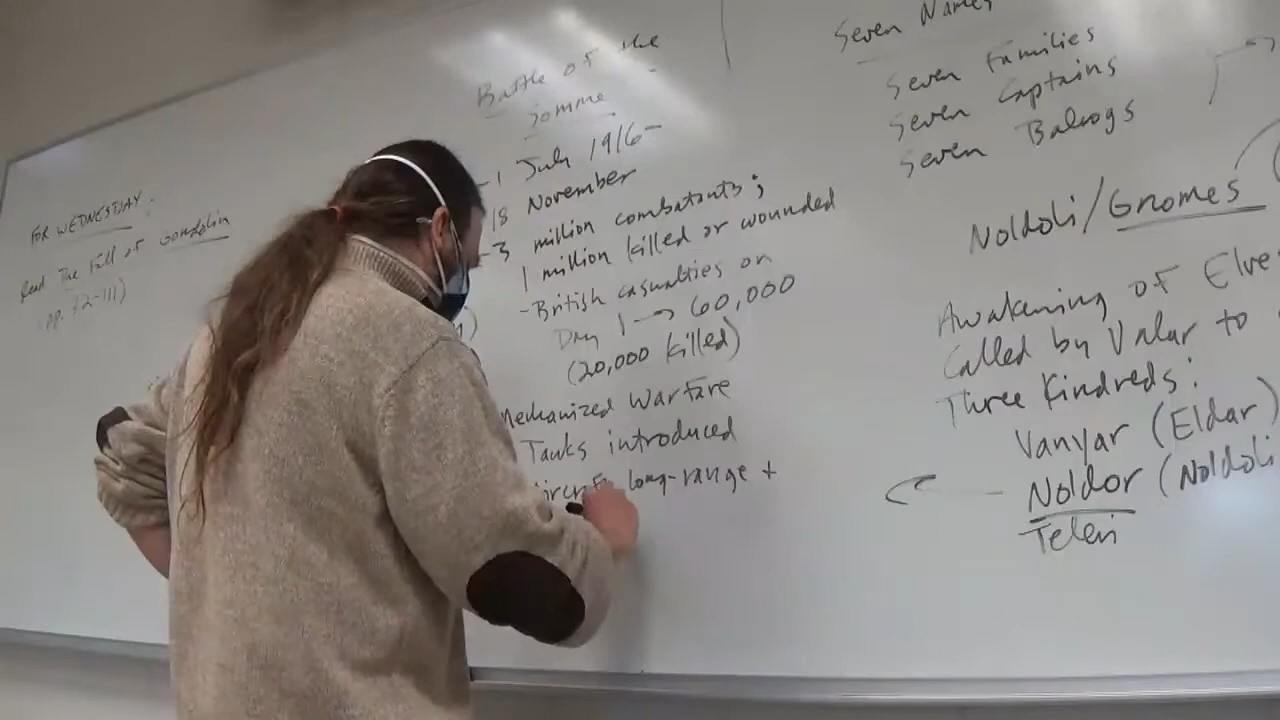 FOR WEDNESDAY:
Read The Fall of Gondolin
pp. 32-111)
Battle of the
Somme
-1 July 1916-
18 November
-3 million combatants;
1 million killed or wounded
-British casualties on
Day 1 → 60,000
(20,000 killed)
Mechanized Warfare
Tanks introduced
long-range +
Seven Names
Seven Families
Seven Captains
Seven Balrogs
Noldoli/Gnomes
Awakening of Elve
Called by Valar to
Three Kindreds:
Vanyar (Eldar)
Noldor (Noldoli
Teleri